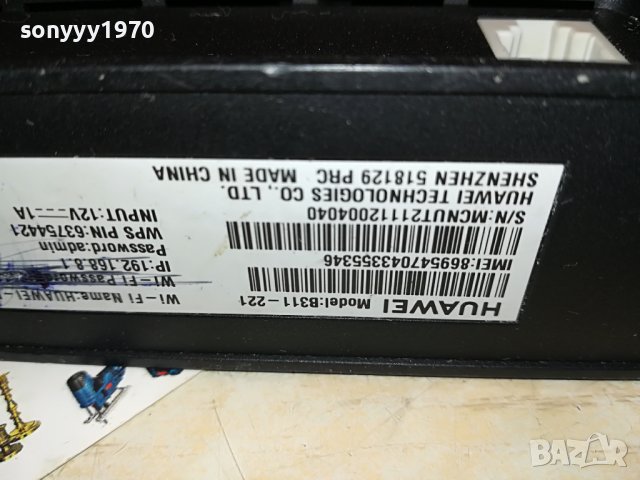 sonyyy1970
HUAWEI
Model:B311-221
IMEI:869547043355346
S/N:MCNUT21112004040
HUAWEI TECHNOLOGIES CO., LTD.
SHENZHEN 518129 PRC MADE IN CHINA
Wi-Fi Name:HUAWEI-
Wi-Fi Password
IP:192.168.8.1
Password:admin
WPS PIN:63754421
INPUT:12V 1A
BAZAR
bg